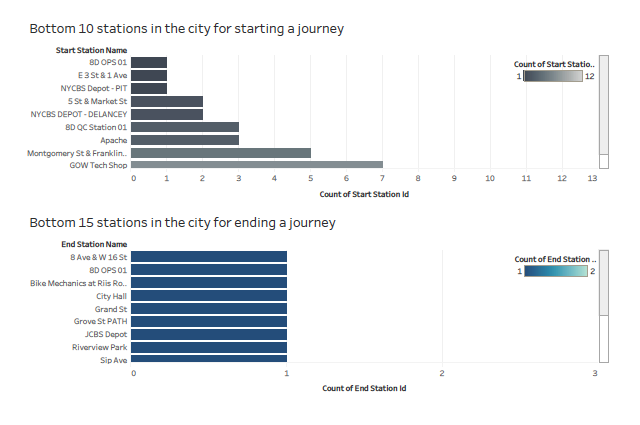 Bottom 10 stations in the city for starting a journey
Start Station Name
8D OPS 01
E 3 St & 1 Ave
NYCBS Depot - PIT
5 St & Market St
NYCBS DEPOT - DELANCEY
8D QC Station 01
Apache
Montgomery St & Franklin..
GOW Tech Shop
Count of Start Statio..
1 12
0 1 2 3 4 5 6 7 8 9 10 11 12 13
Count of Start Station Id
Bottom 15 stations in the city for ending a journey
End Station Name
8 Ave & W 16 St
8D OPS 01
Bike Mechanics at Riis Ro..
City Hall
Grand St
Grove St PATH
JCBS Depot
Riverview Park
Sip Ave
Count of End Station ..
1 2
0 1 2 3
Count of End Station Id